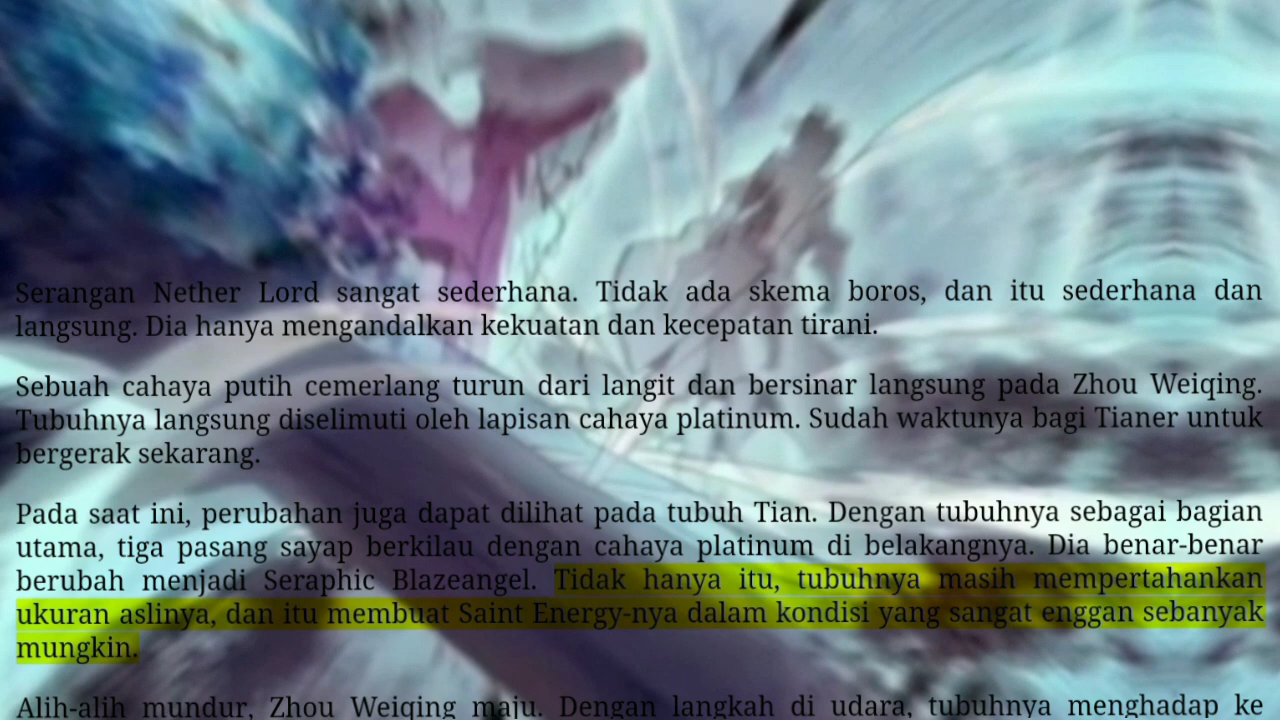 Serangan Nether Lord sangat sederhana. Tidak ada skema boros, dan itu sederhana dan
langsung. Dia hanya mengandalkan kekuatan dan kecepatan tirani.
Sebuah cahaya putih cemerlang turun dari langit dan bersinar langsung pada Zhou Weiqing.
Tubuhnya langsung diselimuti oleh lapisan cahaya platinum. Sudah waktunya bagi Tianer untuk
bergerak sekarang.
Pada saat ini, perubahan juga dapat dilihat pada tubuh Tian. Dengan tubuhnya sebagai bagian
utama, tiga pasang sayap berkilau dengan cahaya platinum di belakangnya. Dia benar-benar
berubah menjadi Seraphic Blazeangel. Tidak hanya itu, tubuhnya masih mempertahankan
ukuran aslinya, dan itu membuat Saint Energy-nya dalam kondisi yang sangat enggan sebanyak
mungkin.
Alih-alih mundur, Zhou Weiqing maju. Dengan langkah di udara, tubuhnya menghadap ke